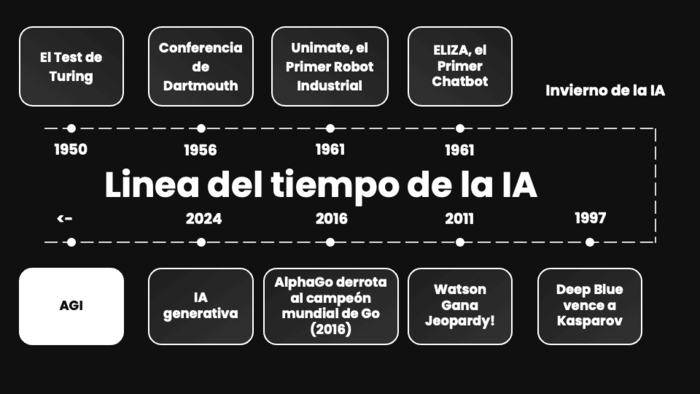 El Test de
Turing
Conferencia
de
Dartmouth
Unimate, el
Primer Robot
Industrial
ELIZA, el
Primer
Chatbot
Invierno de la IA
1950
1956
1961
1961
Linea del tiempo de la IA
<-
2024
2016
2011
1997
AGI
IA
generativa
AlphaGo derrota
al campeón
mundial de Go
(2016)
Watson
Gana
Jeopardy!
Deep Blue
vence a
Kasparov